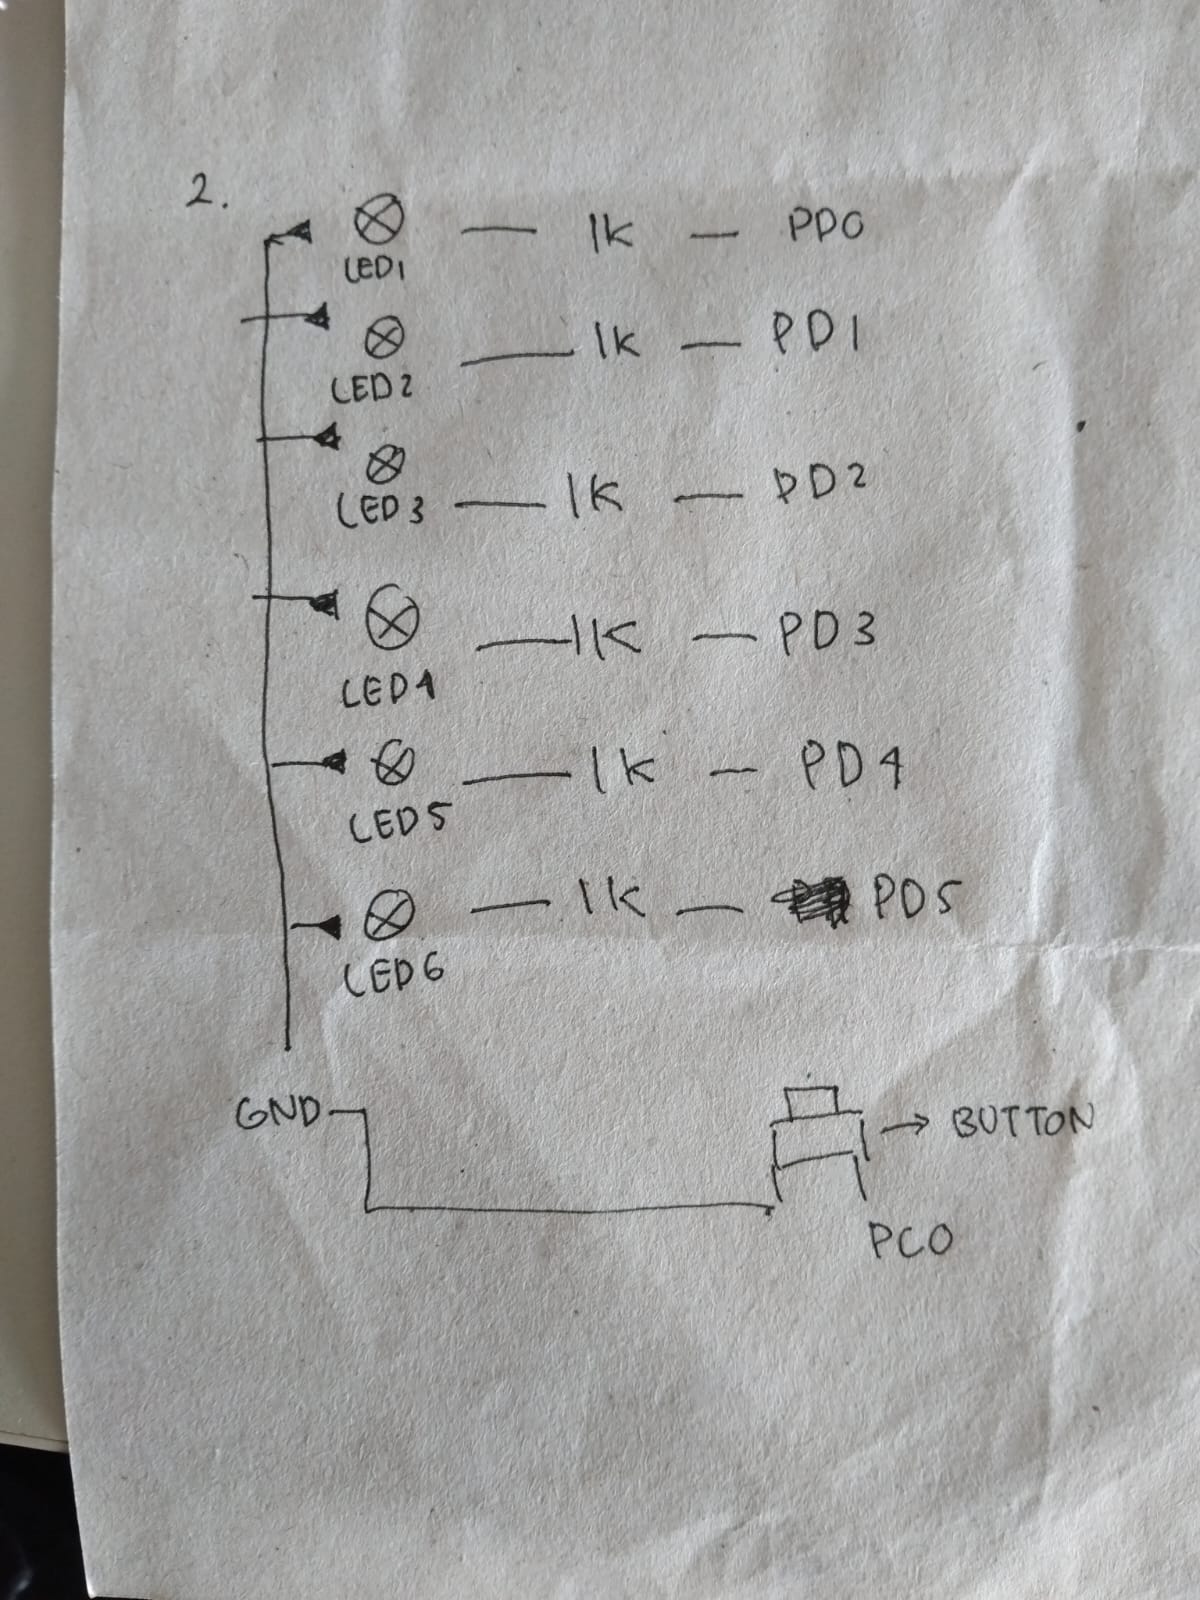 2.
1K - PD0
LED1
1K - PD1
LED2
1K - PD2
LED3
1K - PD3
LED4
1K - PD4
LED5
1K - PD5
LED6
GND
→ BUTTON
PC0